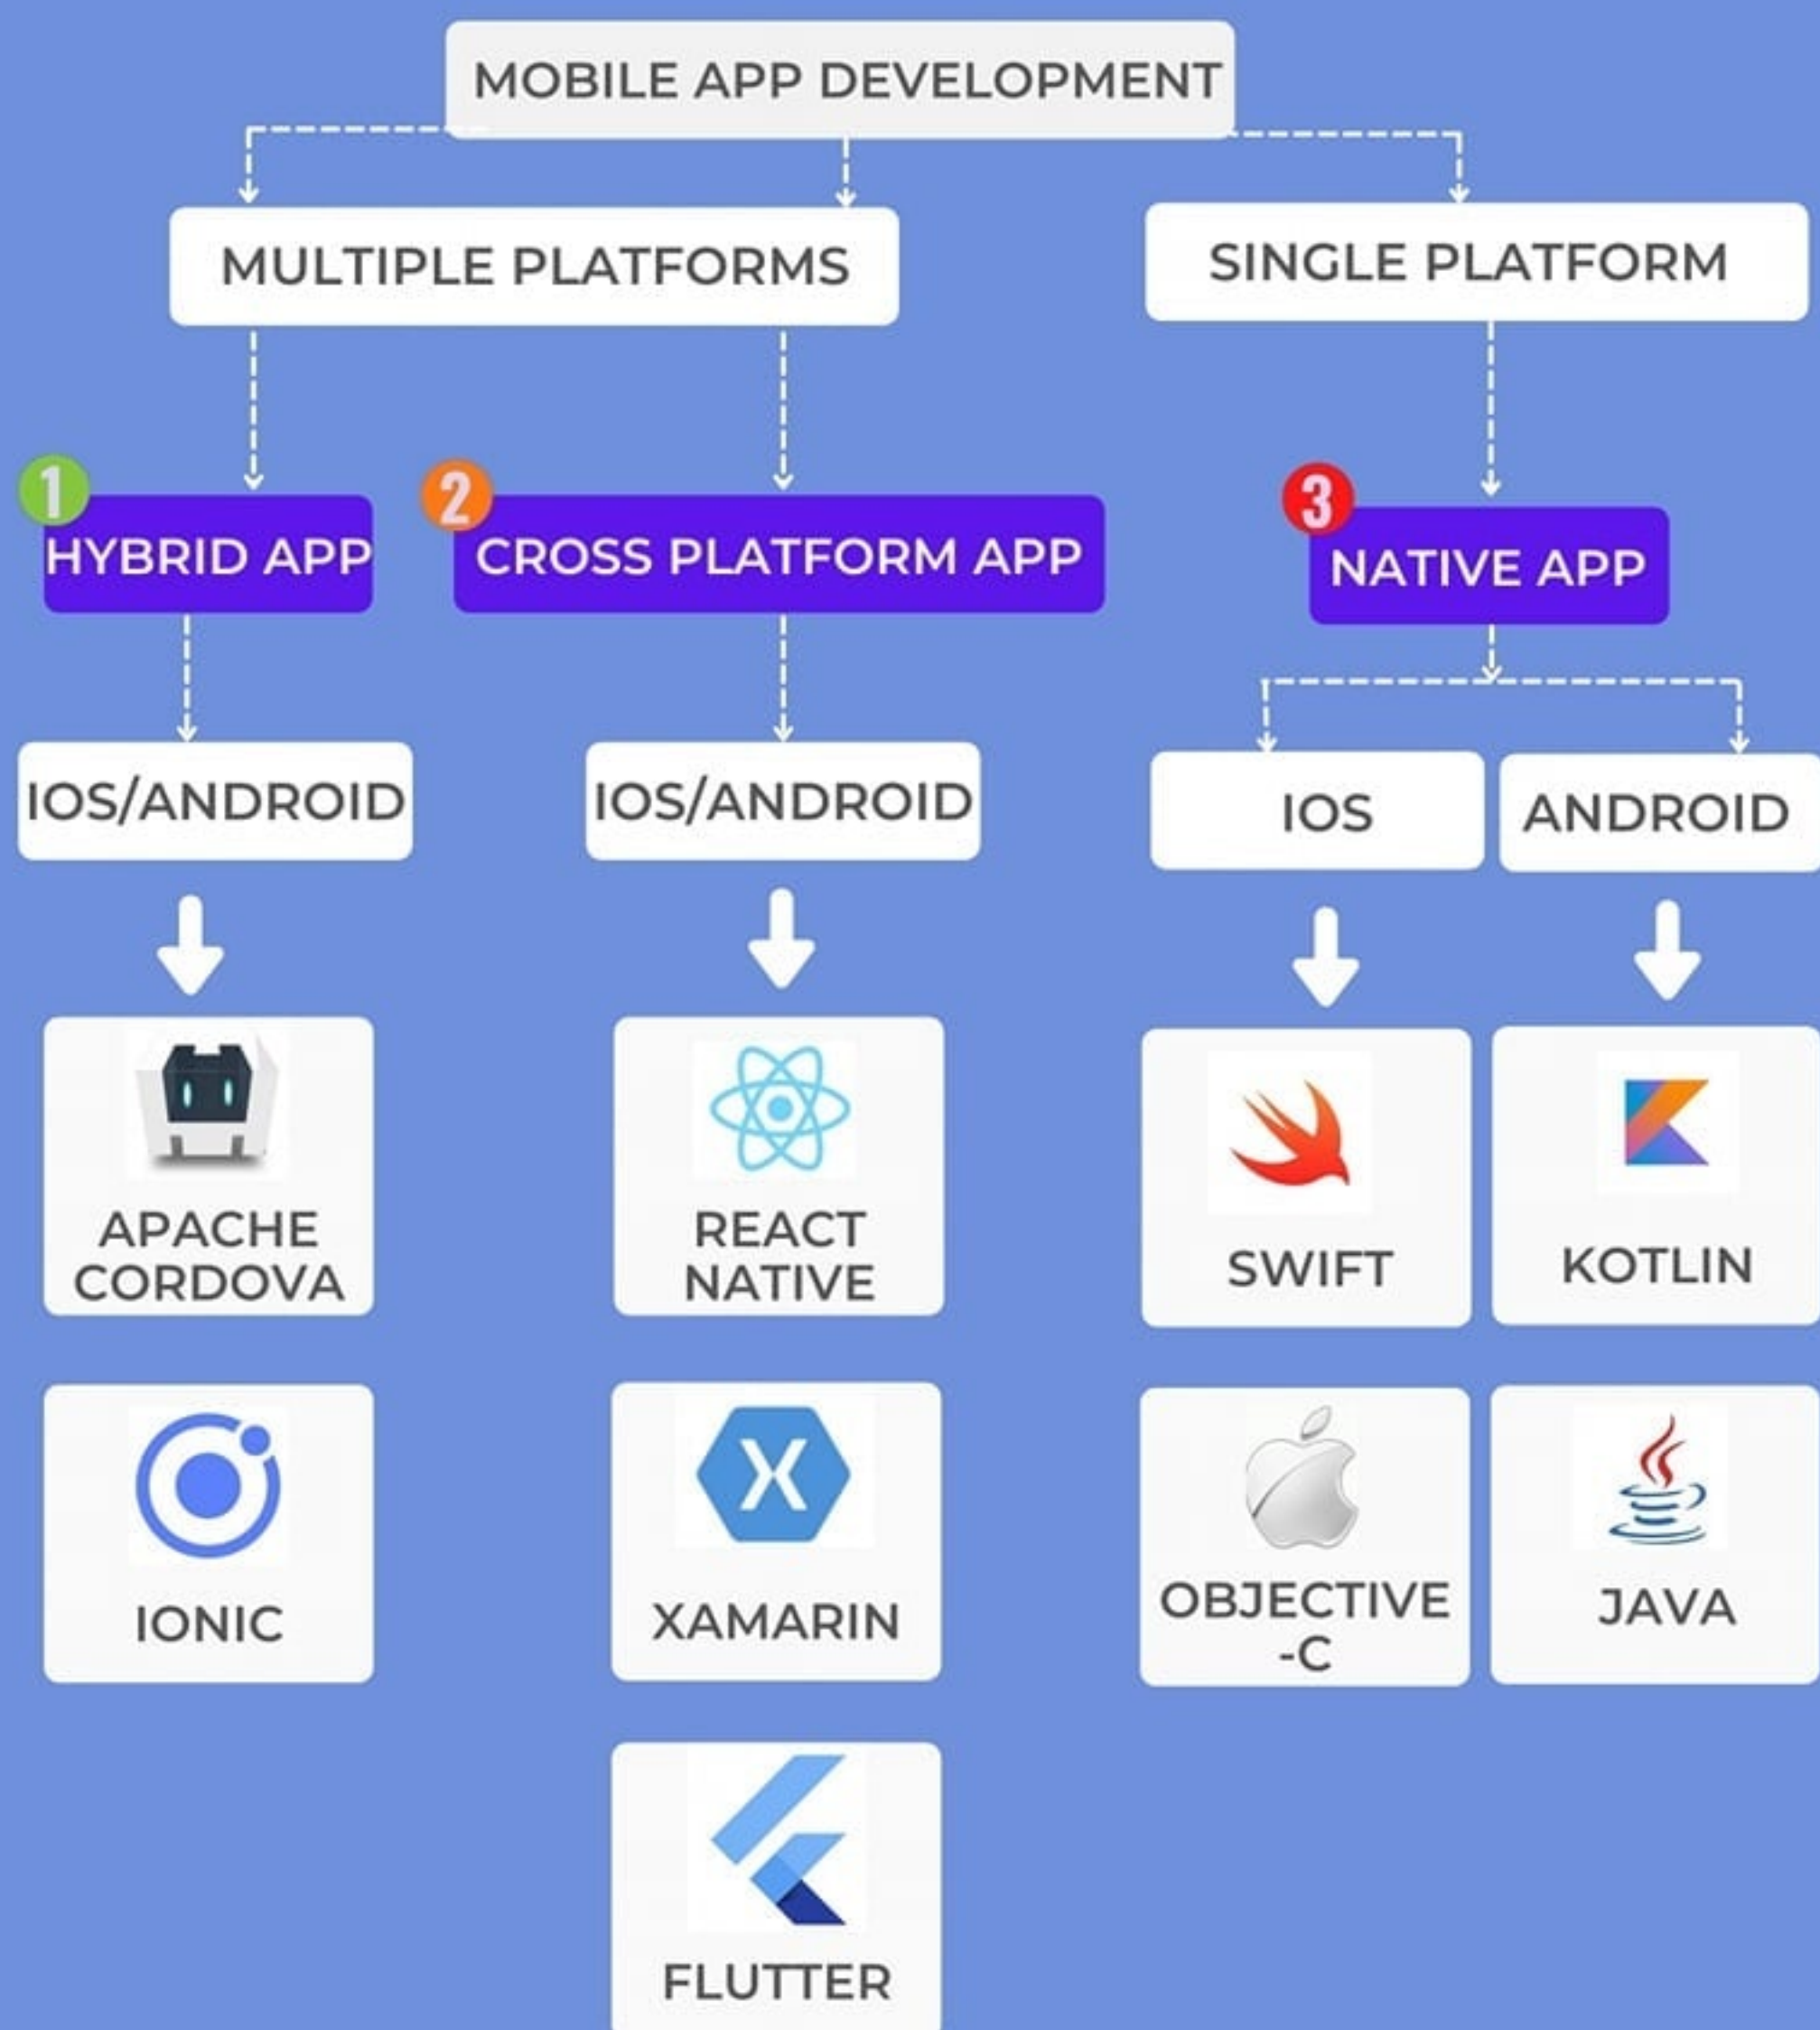 MOBILE APP DEVELOPMENT
MULTIPLE PLATFORMS
SINGLE PLATFORM
1
HYBRID APP
2
CROSS PLATFORM APP
3
NATIVE APP
IOS/ANDROID
IOS/ANDROID
IOS
ANDROID
APACHE
CORDOVA
REACT
NATIVE
SWIFT
KOTLIN
IONIC
X
XAMARIN
OBJECTIVE
-C
JAVA
FLUTTER